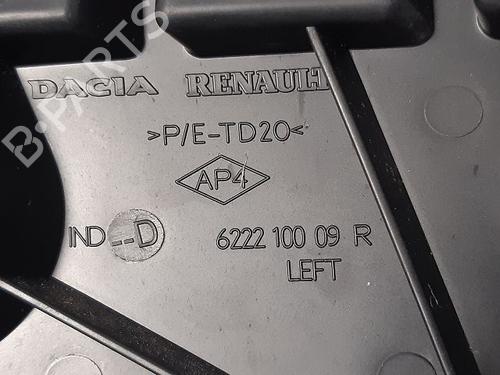 DACIA RENAULT
>P/E-TD20<
AP4
IND --D
6222 100 09 R
LEFT
B-PARTS